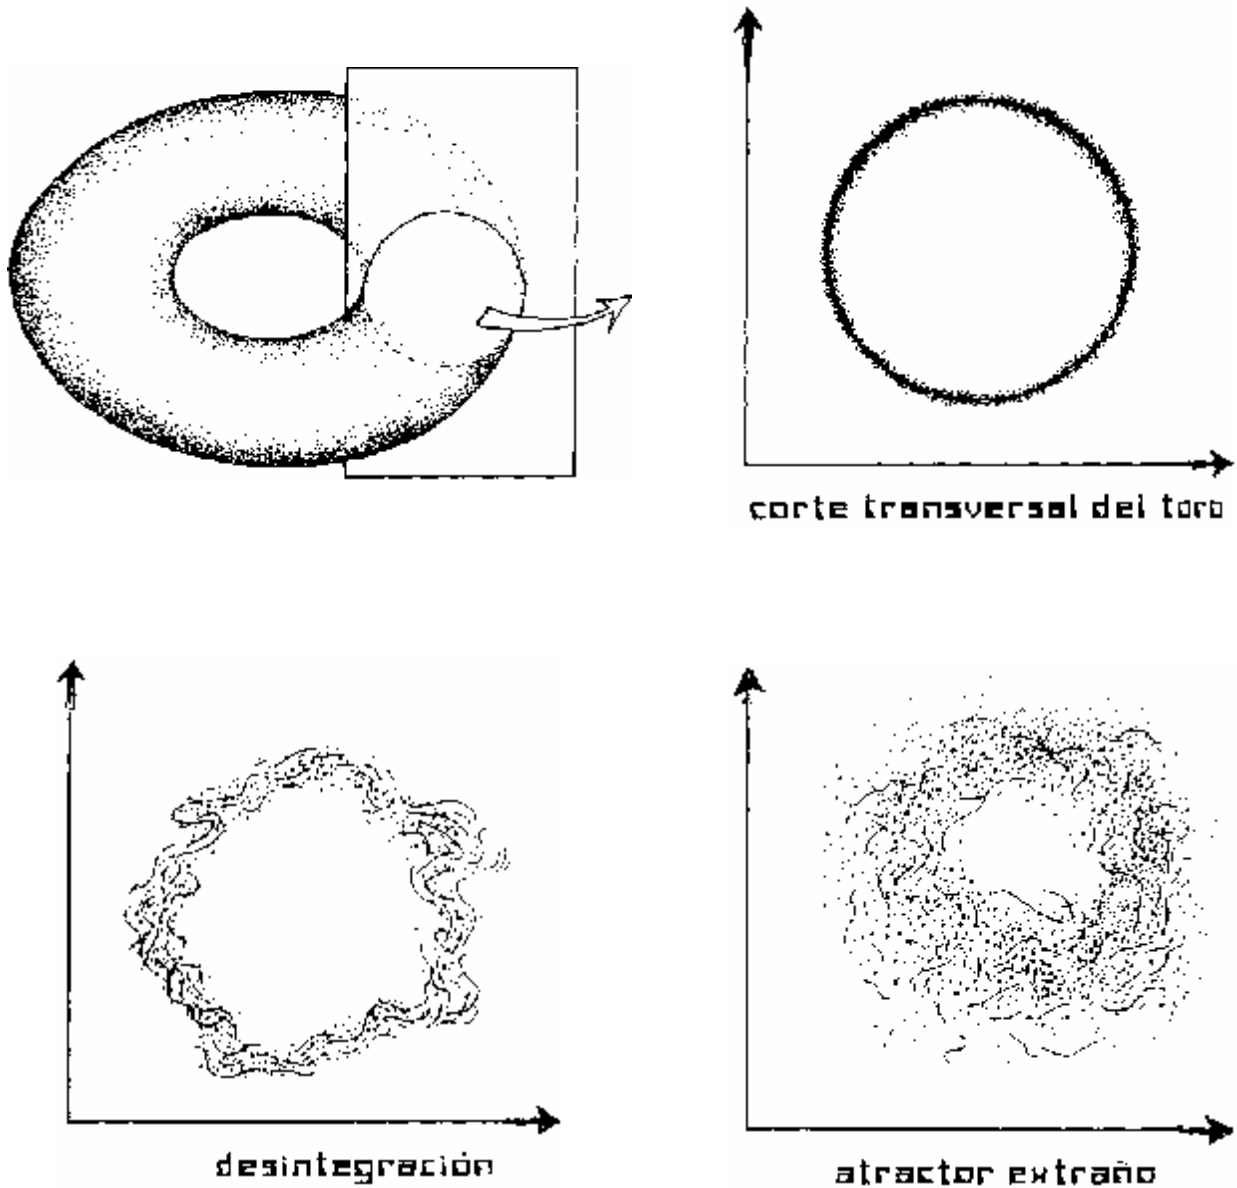 corte transversal del toro
desintegración
atractor extraño